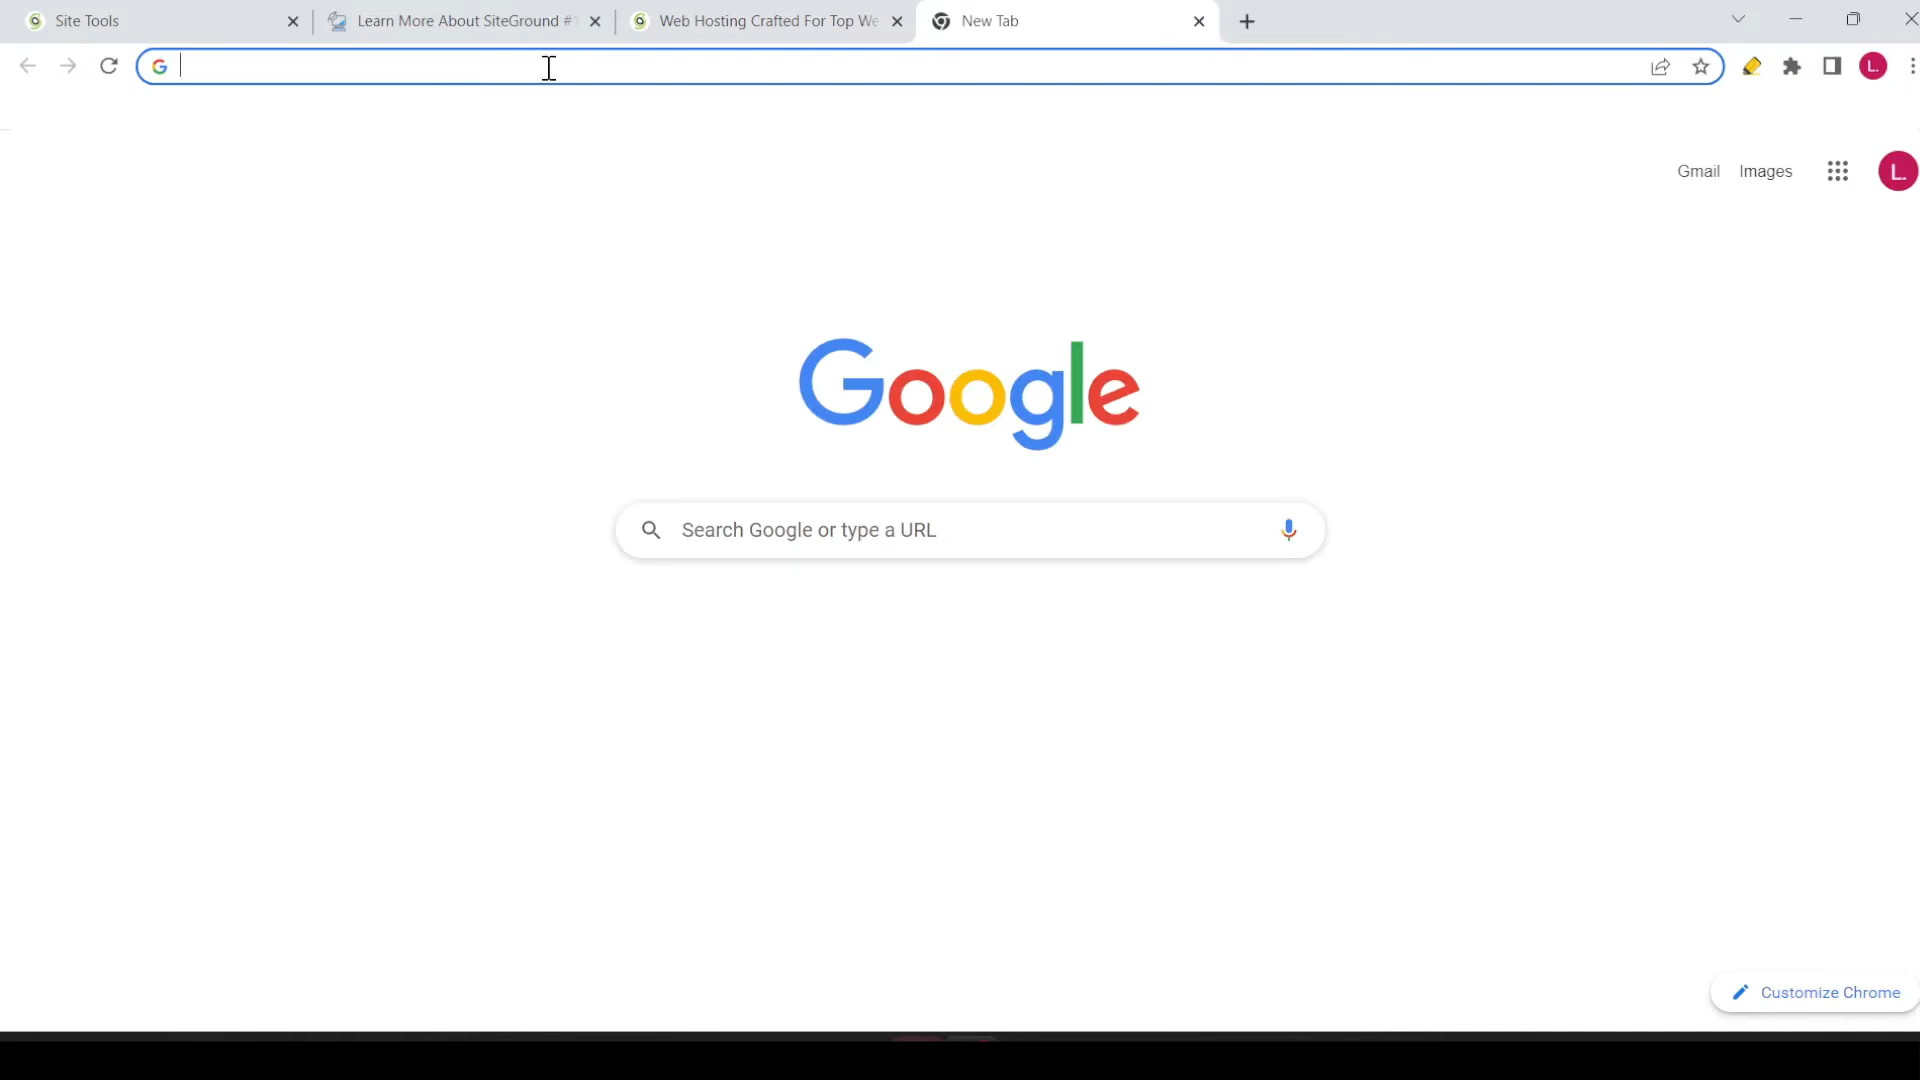 Site Tools
Learn More About SiteGround #1
Web Hosting Crafted For Top We
New Tab
L.
Gmail
Images
L.
Google
Search Google or type a URL
Customize Chrome